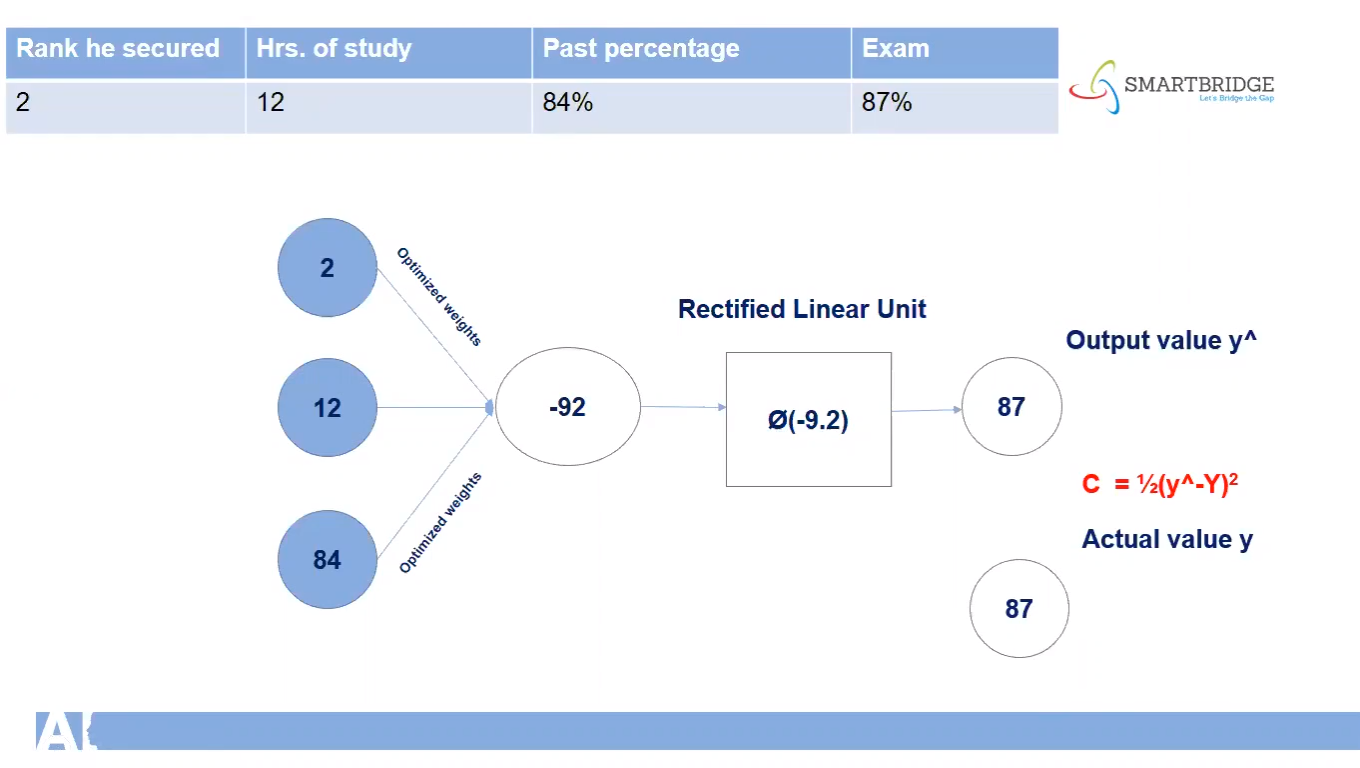 Rank he secured Hrs. of study Past percentage Exam
2 12 84% 87%
SMARTBRIDGE
Let's Bridge the Gap
2
Optimized weights
12
84
Optimized weights
-92
Rectified Linear Unit
Ø(-9.2)
Output value y^
87
C = ½(y^-Y)²
Actual value y
87